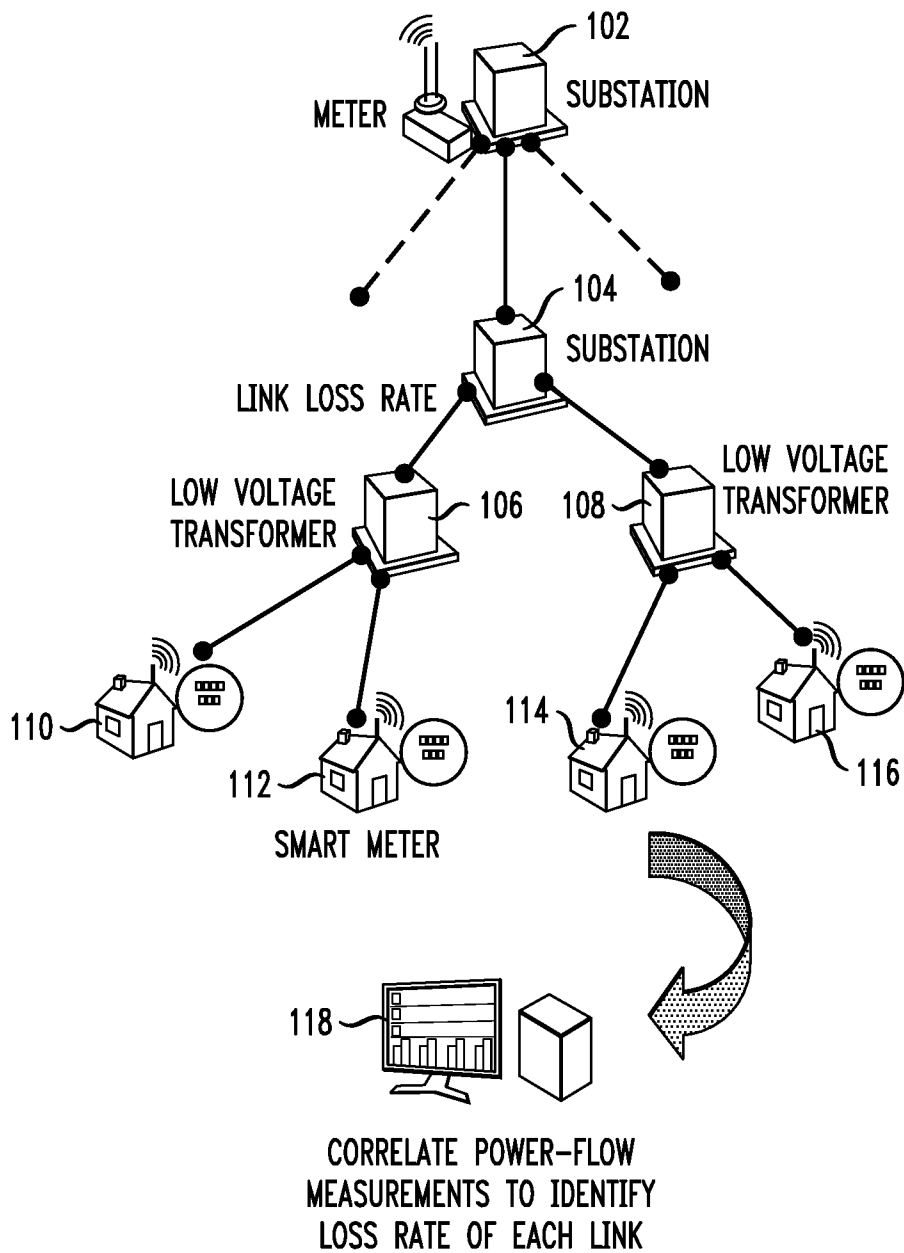 102
SUBSTATION
METER
104
SUBSTATION
LINK LOSS RATE
LOW VOLTAGE
TRANSFORMER
106
108
LOW VOLTAGE
TRANSFORMER
110
112
114
116
SMART METER
118
CORRELATE POWER-FLOW
MEASUREMENTS TO IDENTIFY
LOSS RATE OF EACH LINK